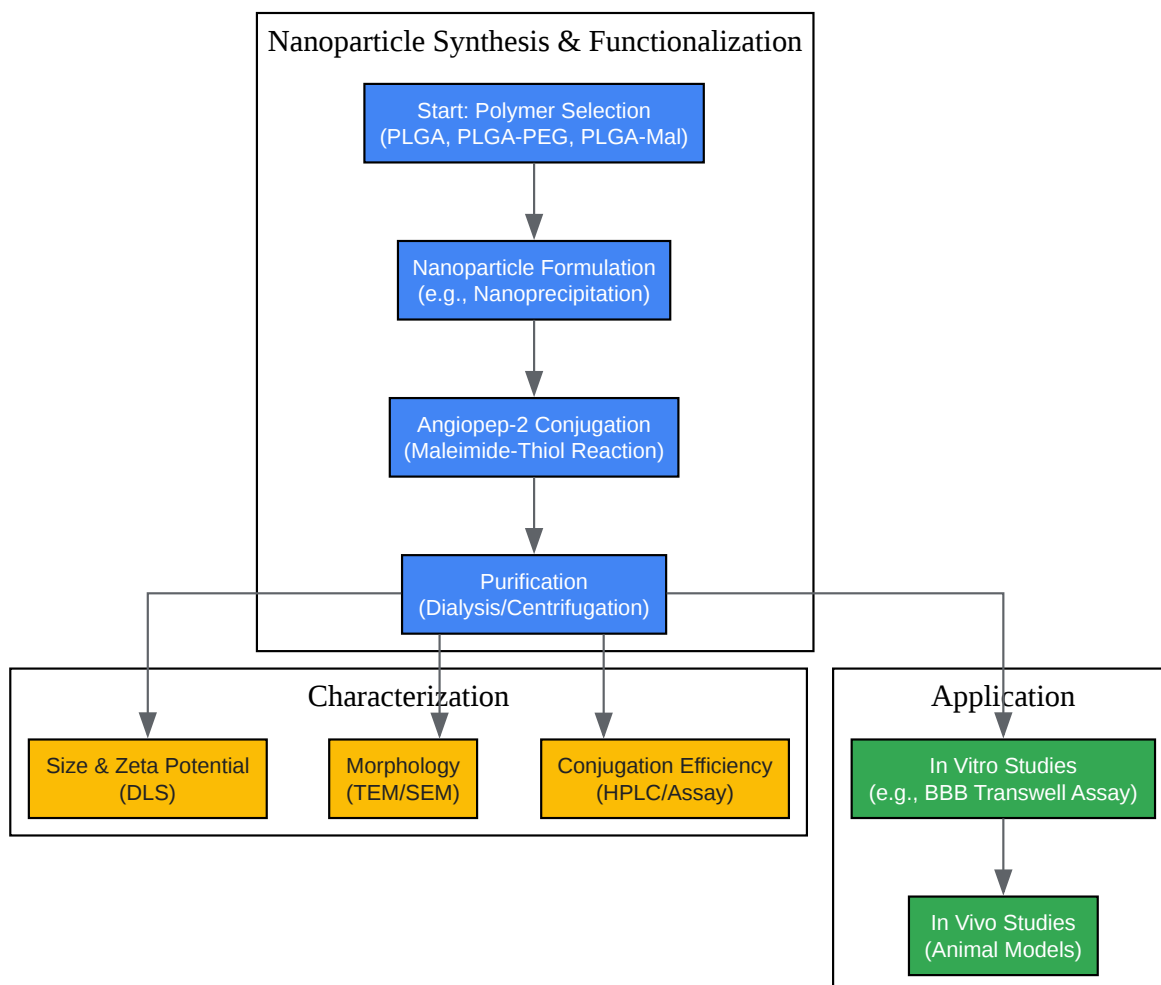 Nanoparticle Synthesis & Functionalization
Start: Polymer Selection
(PLGA, PLGA-PEG, PLGA-Mal)
Nanoparticle Formulation
(e.g., Nanoprecipitation)
Angiopep-2 Conjugation
(Maleimide-Thiol Reaction)
Purification
(Dialysis/Centrifugation)
Characterization
Size & Zeta Potential
(DLS)
Morphology
(TEM/SEM)
Conjugation Efficiency
(HPLC/Assay)
Application
In Vitro Studies
(e.g., BBB Transwell Assay)
In Vivo Studies
(Animal Models)